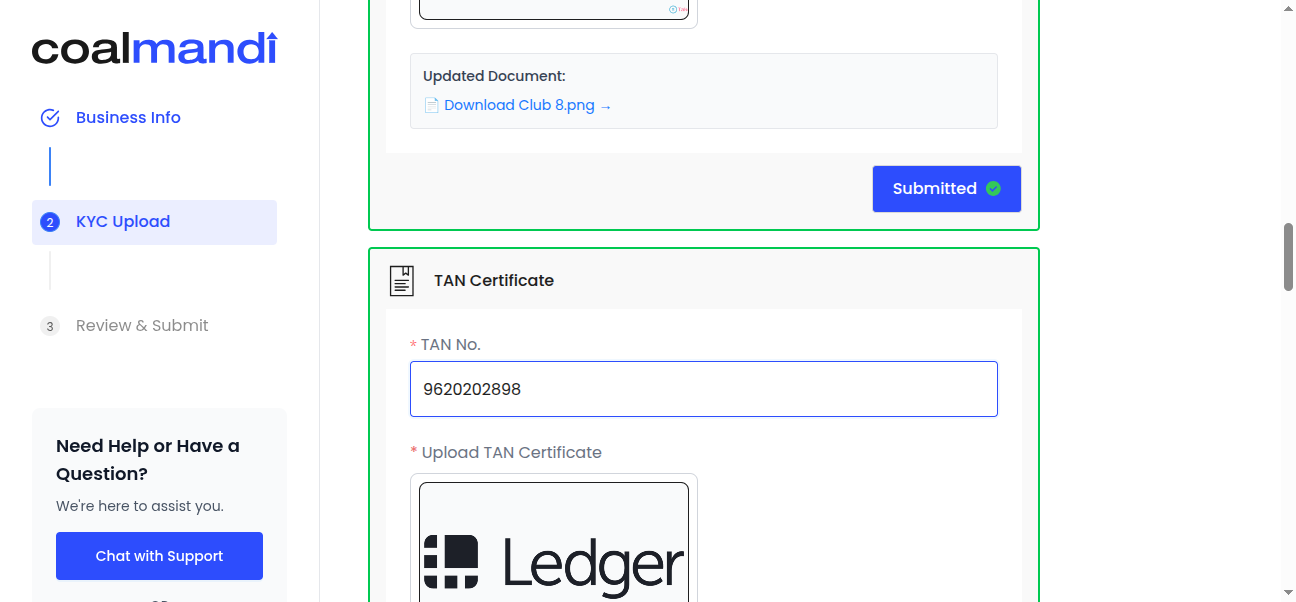 coalmandi
Business Info
2 KYC Upload
3 Review & Submit
Need Help or Have a
Question?
We're here to assist you.
Chat with Support
Updated Document:
Download Club 8.png →
Submitted
TAN Certificate
* TAN No.
9620202898
* Upload TAN Certificate
Ledger